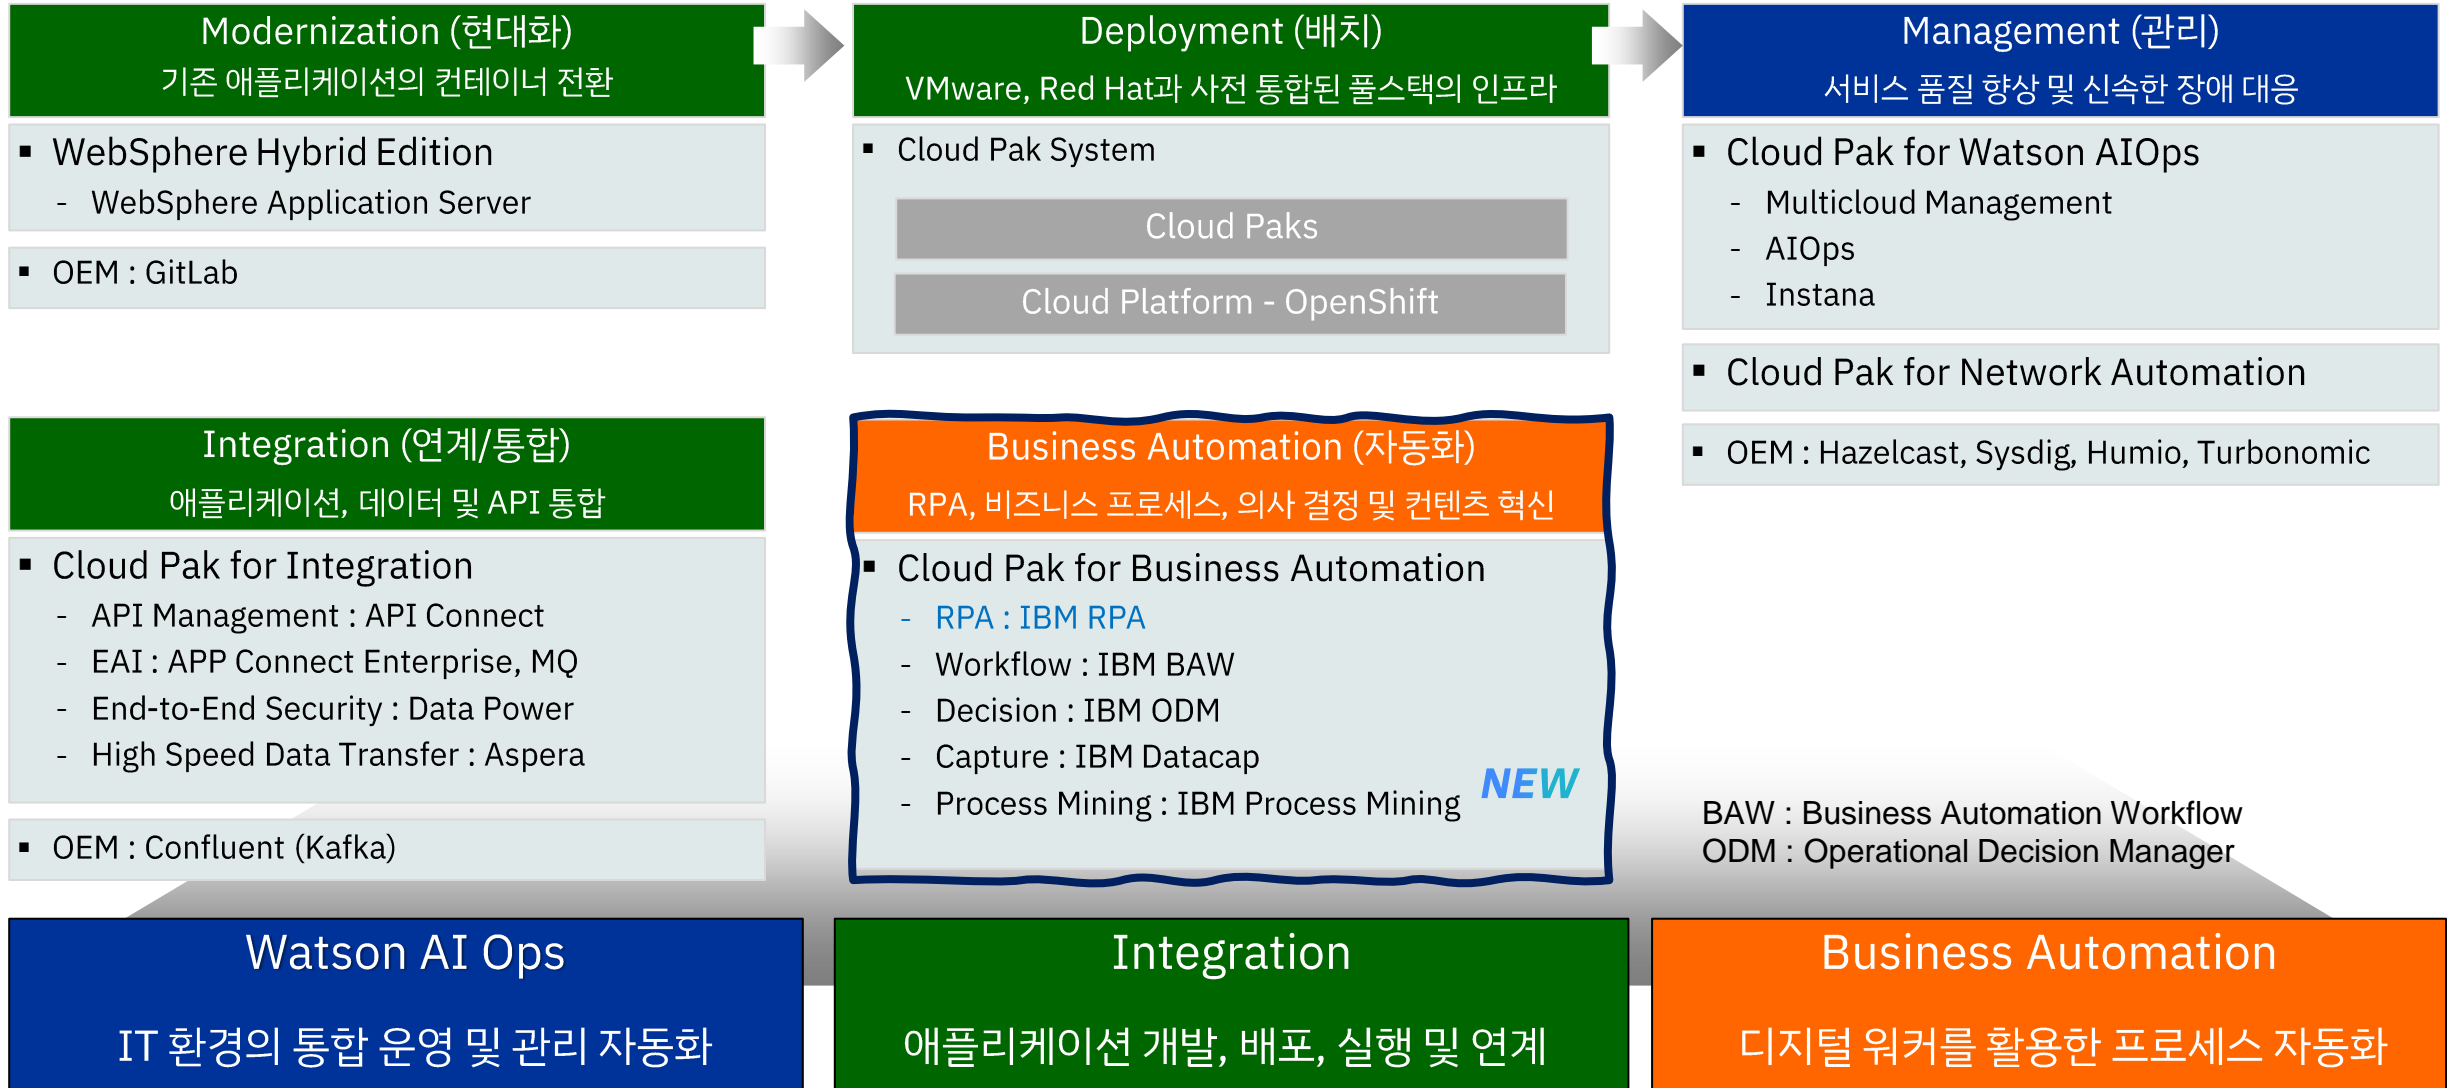 Modernization (현대화)
기존 애플리케이션의 컨테이너 전환
▪ WebSphere Hybrid Edition
- WebSphere Application Server
▪ OEM : GitLab
Deployment (배치)
VMware, Red Hat과 사전 통합된 풀스택의 인프라
▪ Cloud Pak System
Cloud Paks
Cloud Platform - OpenShift
Management (관리)
서비스 품질 향상 및 신속한 장애 대응
▪ Cloud Pak for Watson AIOps
- Multicloud Management
- AIOps
- Instana
▪ Cloud Pak for Network Automation
▪ OEM : Hazelcast, Sysdig, Humio, Turbonomic
Integration (연계/통합)
애플리케이션, 데이터 및 API 통합
▪ Cloud Pak for Integration
- API Management : API Connect
- EAI : APP Connect Enterprise, MQ
- End-to-End Security : Data Power
- High Speed Data Transfer : Aspera
▪ OEM : Confluent (Kafka)
Business Automation (자동화)
RPA, 비즈니스 프로세스, 의사 결정 및 컨텐츠 혁신
▪ Cloud Pak for Business Automation
- RPA : IBM RPA
- Workflow : IBM BAW
- Decision : IBM ODM
- Capture : IBM Datacap
- Process Mining : IBM Process Mining NEW
BAW : Business Automation Workflow
ODM : Operational Decision Manager
Watson AI Ops
IT 환경의 통합 운영 및 관리 자동화
Integration
애플리케이션 개발, 배포, 실행 및 연계
Business Automation
디지털 워커를 활용한 프로세스 자동화